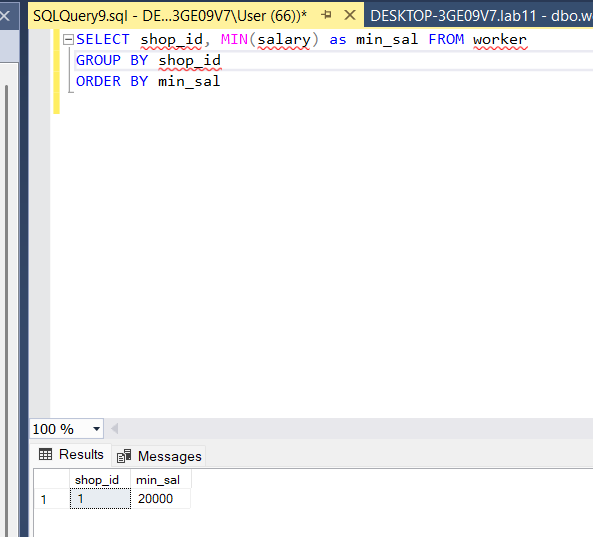 SQLQuery9.sql - DE...3GE09V7\User (66))*
DESKTOP-3GE09V7.lab11 - dbo.w
SELECT shop_id, MIN(salary) as min_sal FROM worker
GROUP BY shop_id
ORDER BY min_sal
100 %
Results Messages
shop_id min_sal
1 1 20000